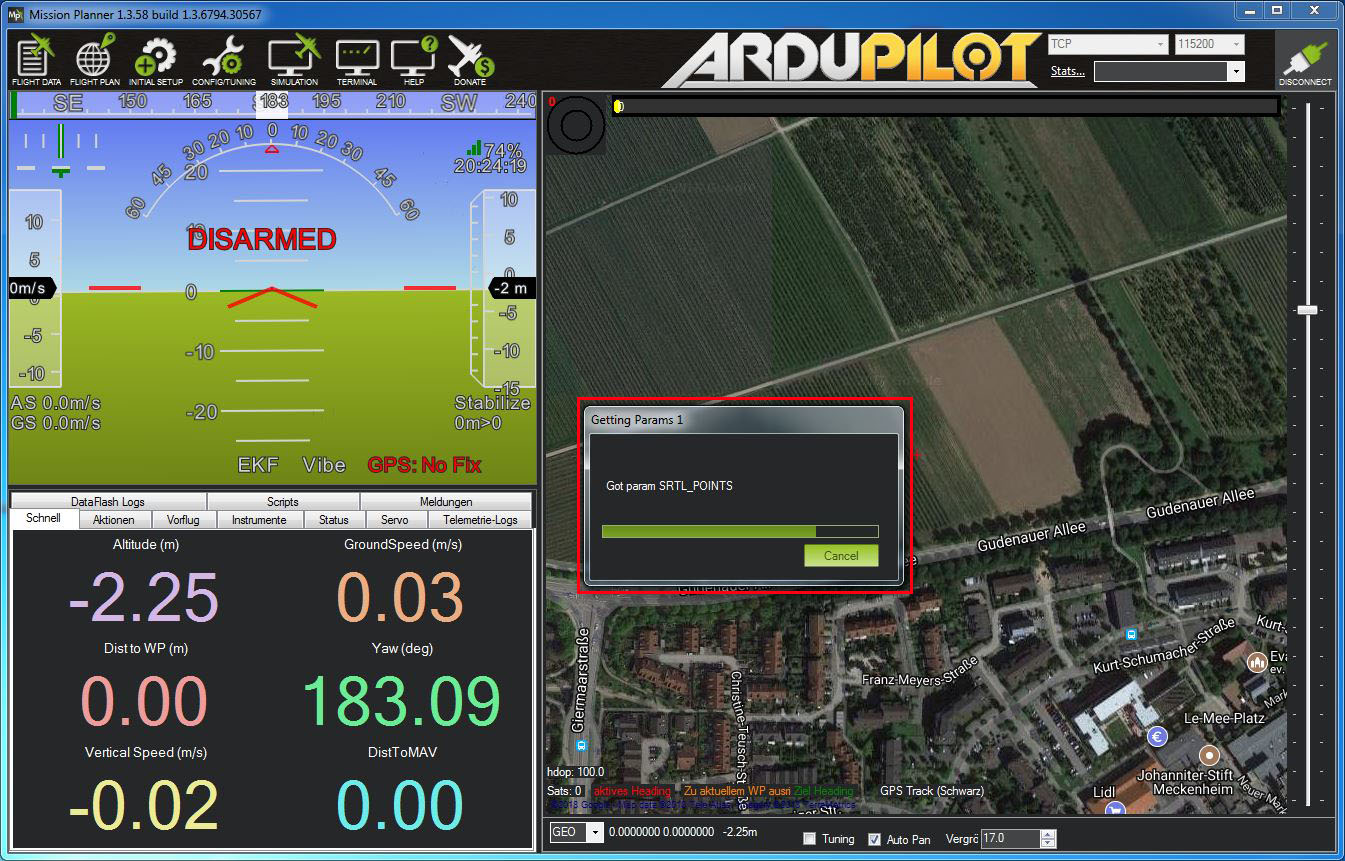 Mission Planner 1.3.58 build 1.3.6794.30567
FLIGHT DATA FLIGHT PLAN INITIAL SETUP CONFIG/TUNING SIMULATION TERMINAL HELP DONATE
ARDUPILOT
TCP 115200
Stats...
DISCONNECT
SE 150 165 183 195 210 SW 240
60 45 30 20 10 0 10 20 30 45 60
74%
20:24:19
20
DISARMED
10
0
-10
-20
10
5
0m/s
-5
-10
10
5
0
-2 m
-5
-10
-15
AS 0.0m/s
GS 0.0m/s
Stabilize
0m>0
EKF Vibe GPS: No Fix
DataFlash Logs Scripts Meldungen
Schnell Aktionen Vorflug Instrumente Status Servo Telemetrie-Logs
Altitude (m) GroundSpeed (m/s)
-2.25 0.03
Dist to WP (m) Yaw (deg)
0.00 183.09
Vertical Speed (m/s) DistToMAV
-0.02 0.00
0
0
Getting Params 1
Got param SRTL_POINTS
Cancel
Gudenauer Allee
Gudenauer Allee
Giermaarstraße
Christine-Teusch-St
Franz-Meyers-Straße
Kurt-Schumacher-Straße
Kurt-
Eva
ev.
Mark
Le-Mee-Platz
€
Johanniter-Stift
Meckenheim
Neuer Mar
Lidl
hdop: 100.0
Sats: 0 aktives Heading Zu aktuellem WP ausri Ziel Heading GPS Track (Schwarz)
GEO 0.0000000 0.0000000 -2.25m
Tuning Auto Pan Vergrö 17.0